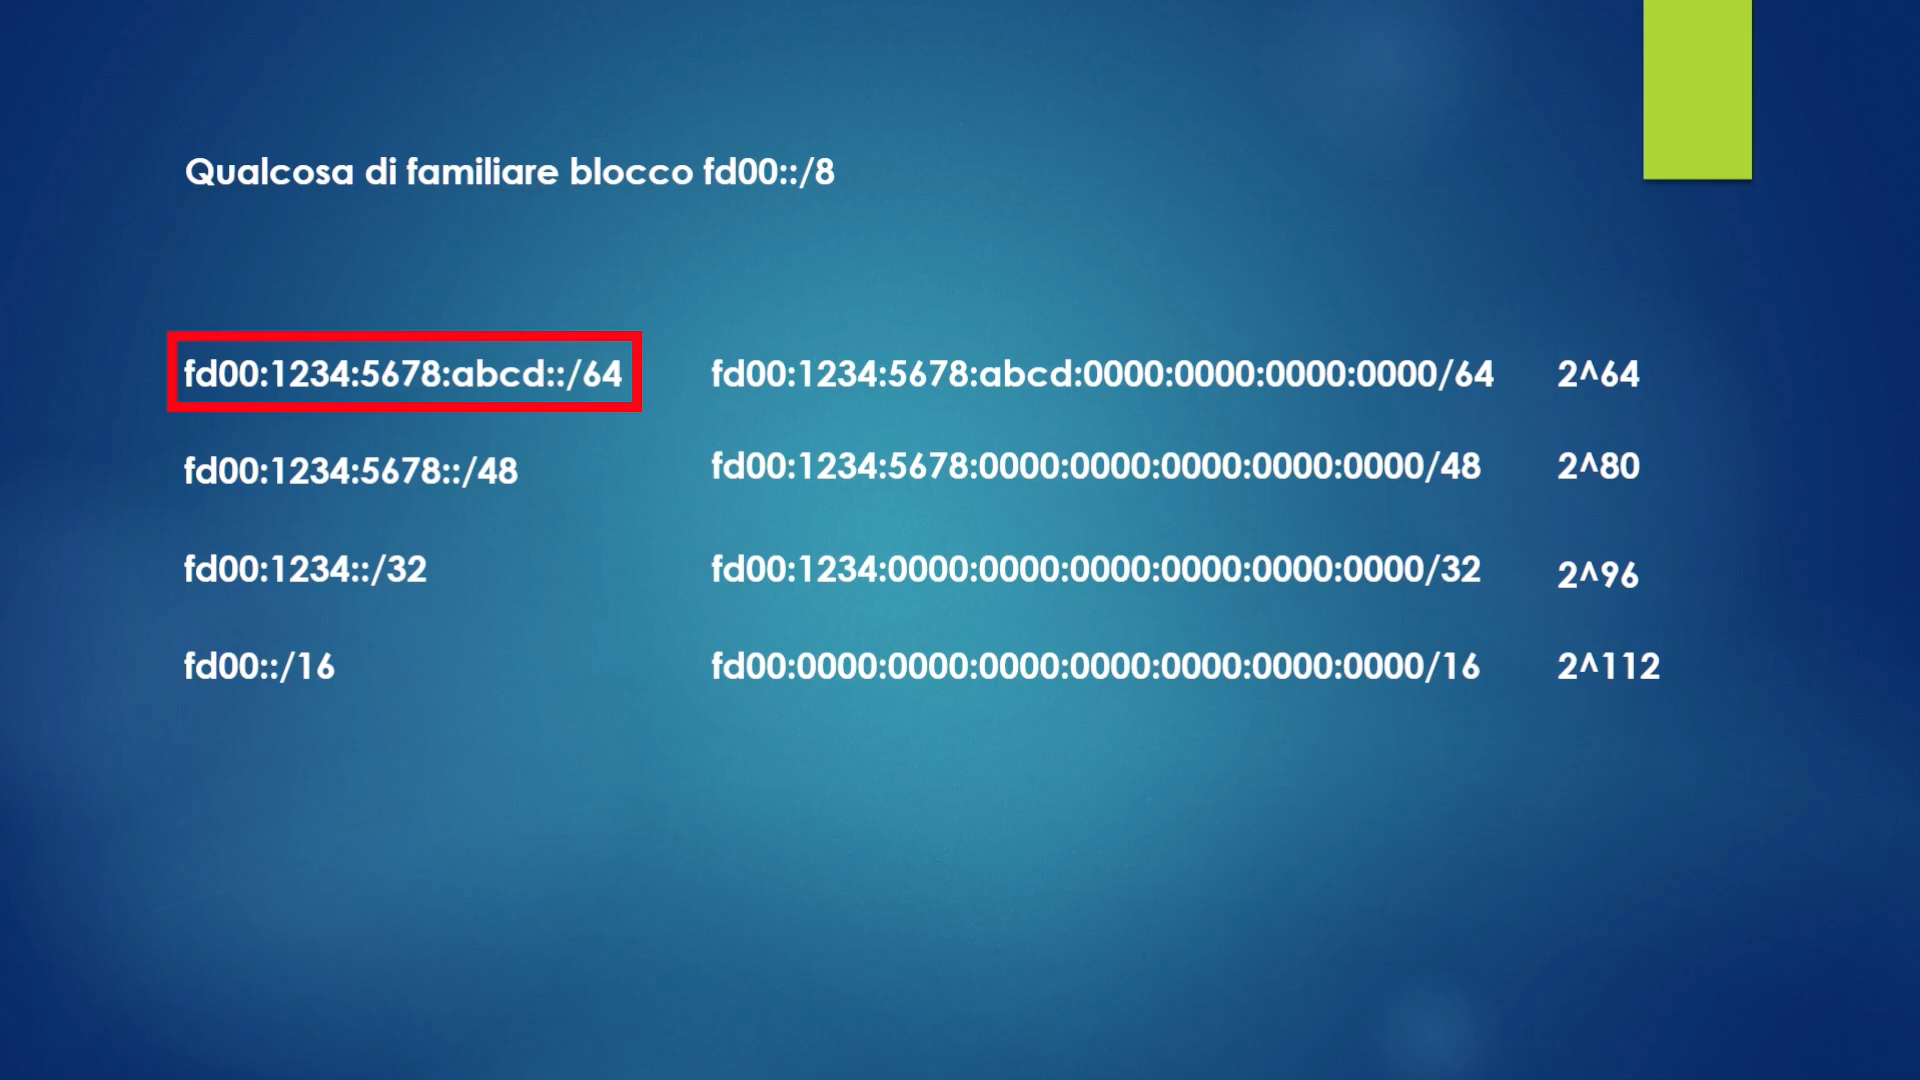 Qualcosa di familiare blocco fd00::/8
fd00:1234:5678:abcd::/64 fd00:1234:5678:abcd:0000:0000:0000:0000/64 2^64
fd00:1234:5678::/48 fd00:1234:5678:0000:0000:0000:0000:0000/48 2^80
fd00:1234::/32 fd00:1234:0000:0000:0000:0000:0000:0000/32 2^96
fd00::/16 fd00:0000:0000:0000:0000:0000:0000:0000/16 2^112